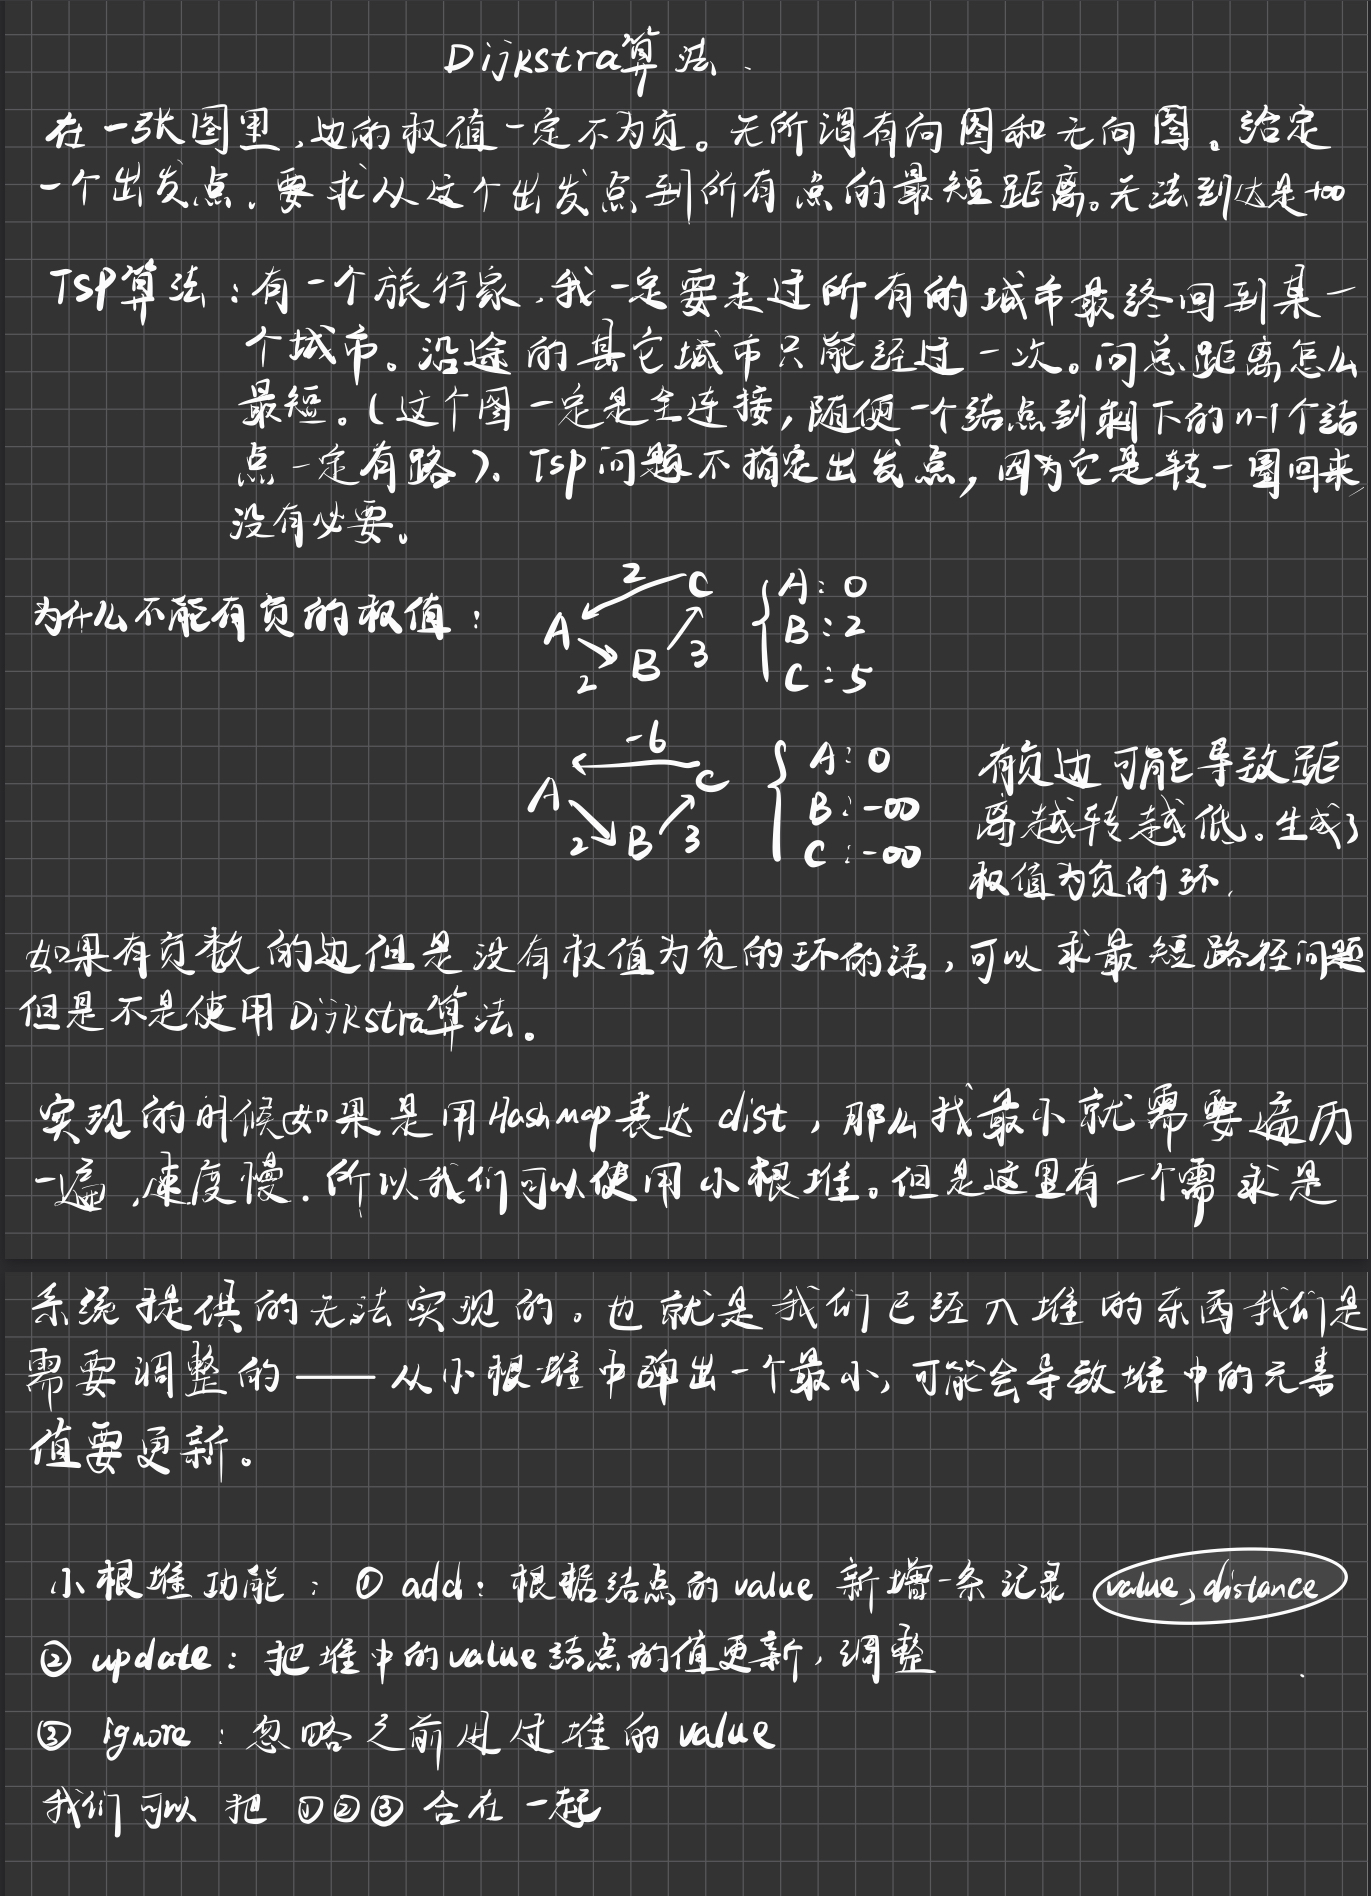 Dijkstra算法.
在一张图里,边的权值一定不为负。无所谓有向图和无向图。给定
一个出发点.要求从这个出发点到所有点的最短距离。无法到达是+∞
TSP算法:有一个旅行家,我一定要走过所有的城市最终回到某一
个城市。沿途的其它城市只能经过一次。问总距离怎么
最短。(这个图一定是全连接,随便一个结点到剩下的n-1个结
点一定有路)、TSP问题不指定出发点,因为它是转一圈回来,
没有必要。
为什么不能有负的权值:
2
C
A
B
2
3
A:0
B:2
C:5
-6
A
C
2
B
3
A:0
B:-∞
C:-∞
有负边可能导致距
离越转越低。生成了
权值为负的环.
如果有负数的边但是没有权值为负的环的话,可以求最短路径问题
但是不是使用Dijkstra算法。
实现的时候如果是用Hashmap表达dist,那么找最小就需要遍历
一遍,速度慢.所以我们可以使用小根堆。但是这里有一个需求是
系统提供的无法实现的。也就是我们已经入堆的东西我们是
需要调整的——从小根堆中弹出一个最小,可能会导致堆中的元素
值要更新。
小根堆功能:① add:根据结点的value新增一条记录 value,distance
② update:把堆中的value结点的值更新,调整
③ ignore:忽略之前进过堆的value
我们可以把①②③合在一起